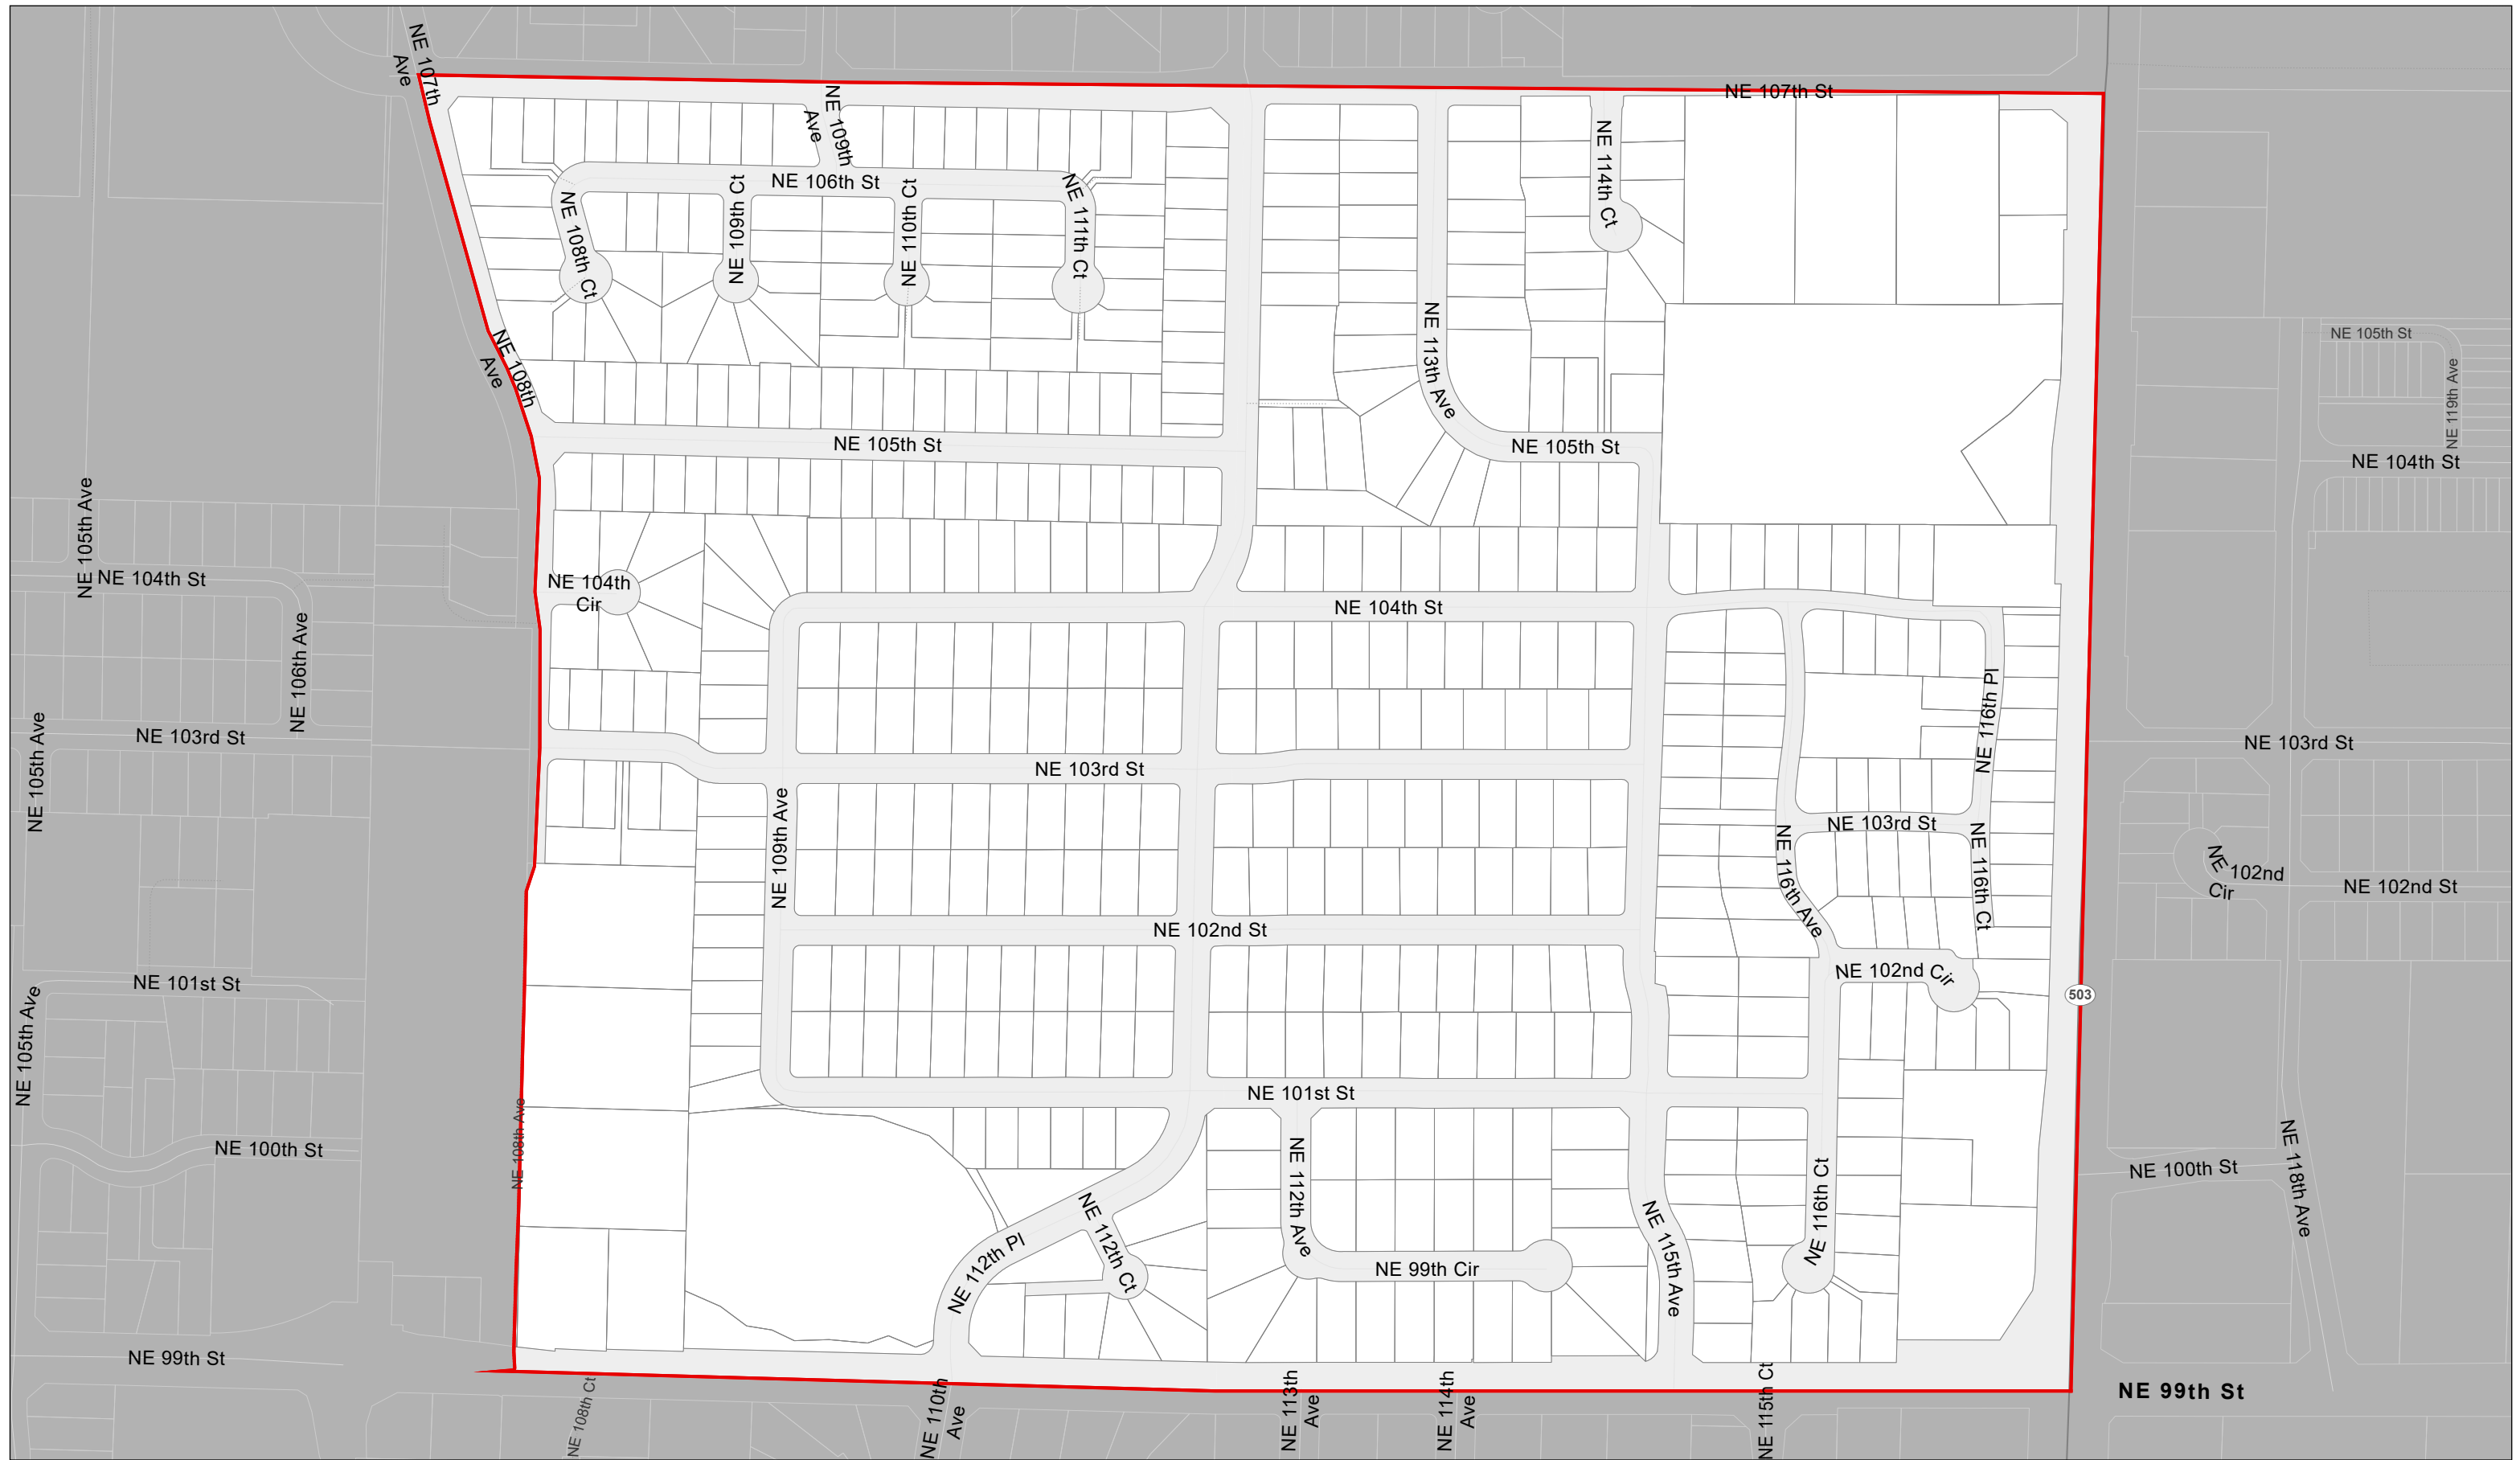 NE 107th
Ave
NE 107th St
NE 109th
Ave
NE 114th Ct
NE 106th St
NE 108th Ct
NE 109th Ct
NE 110th Ct
NE 111th Ct
NE 108th
Ave
NE 113th Ave
NE 105th St
NE 105th St
NE 105th St
NE 119th Ave
NE 104th St
NE 105th Ave
NE 104th St
NE 104th
Cir
NE 104th St
NE 106th Ave
NE 116th Pl
NE 103rd St
NE 103rd St
NE 103rd St
NE 105th Ave
NE 109th Ave
NE 103rd St
NE 116th Ave
NE 116th Ct
NE 102nd
Cir
NE 102nd St
NE 102nd St
NE 102nd Cir
NE 101st St
503
NE 105th Ave
NE 101st St
NE 108th Ave
NE 100th St
NE 112th Ave
NE 116th Ct
NE 100th St
NE 118th Ave
NE 112th Pl
NE 112th Ct
NE 99th Cir
NE 115th Ave
NE 99th St
NE 99th St
NE 108th Ct
NE 110th
Ave
NE 113th
Ave
NE 114th
Ave
NE 115th Ct